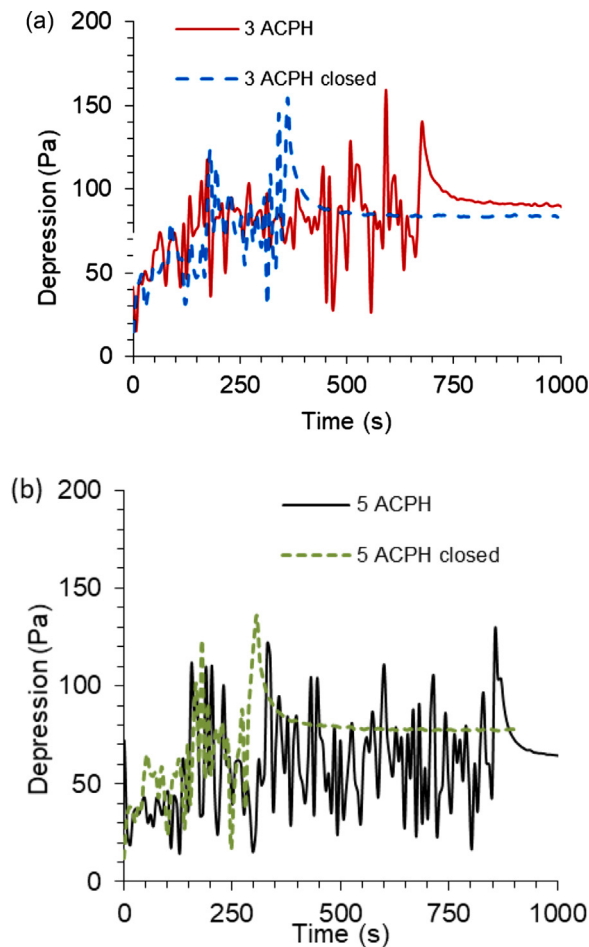 (a)
200
3 ACPH
3 ACPH closed
150
100
50
0
Depression (Pa)
0 250 500 750 1000
Time (s)
(b)
200
5 ACPH
5 ACPH closed
150
100
50
0
Depression (Pa)
0 250 500 750 1000
Time (s)